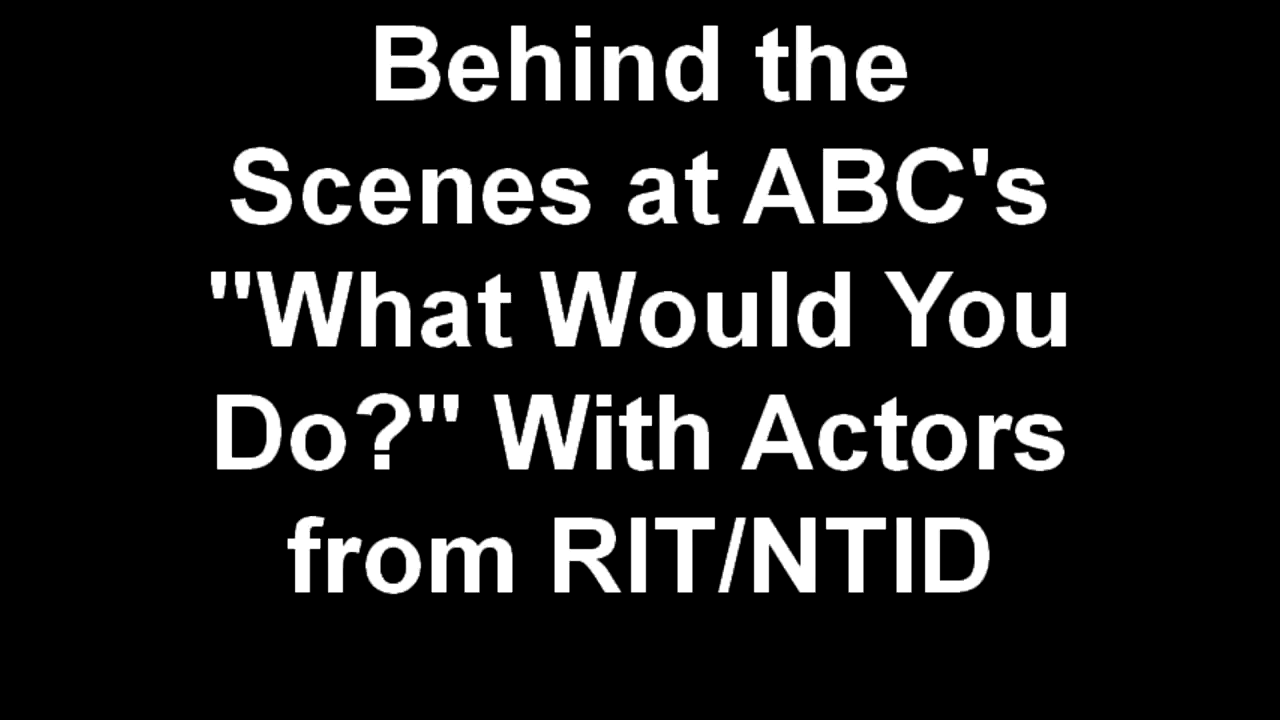 Behind the
Scenes at ABC's
"What Would You
Do?" With Actors
from RIT/NTID